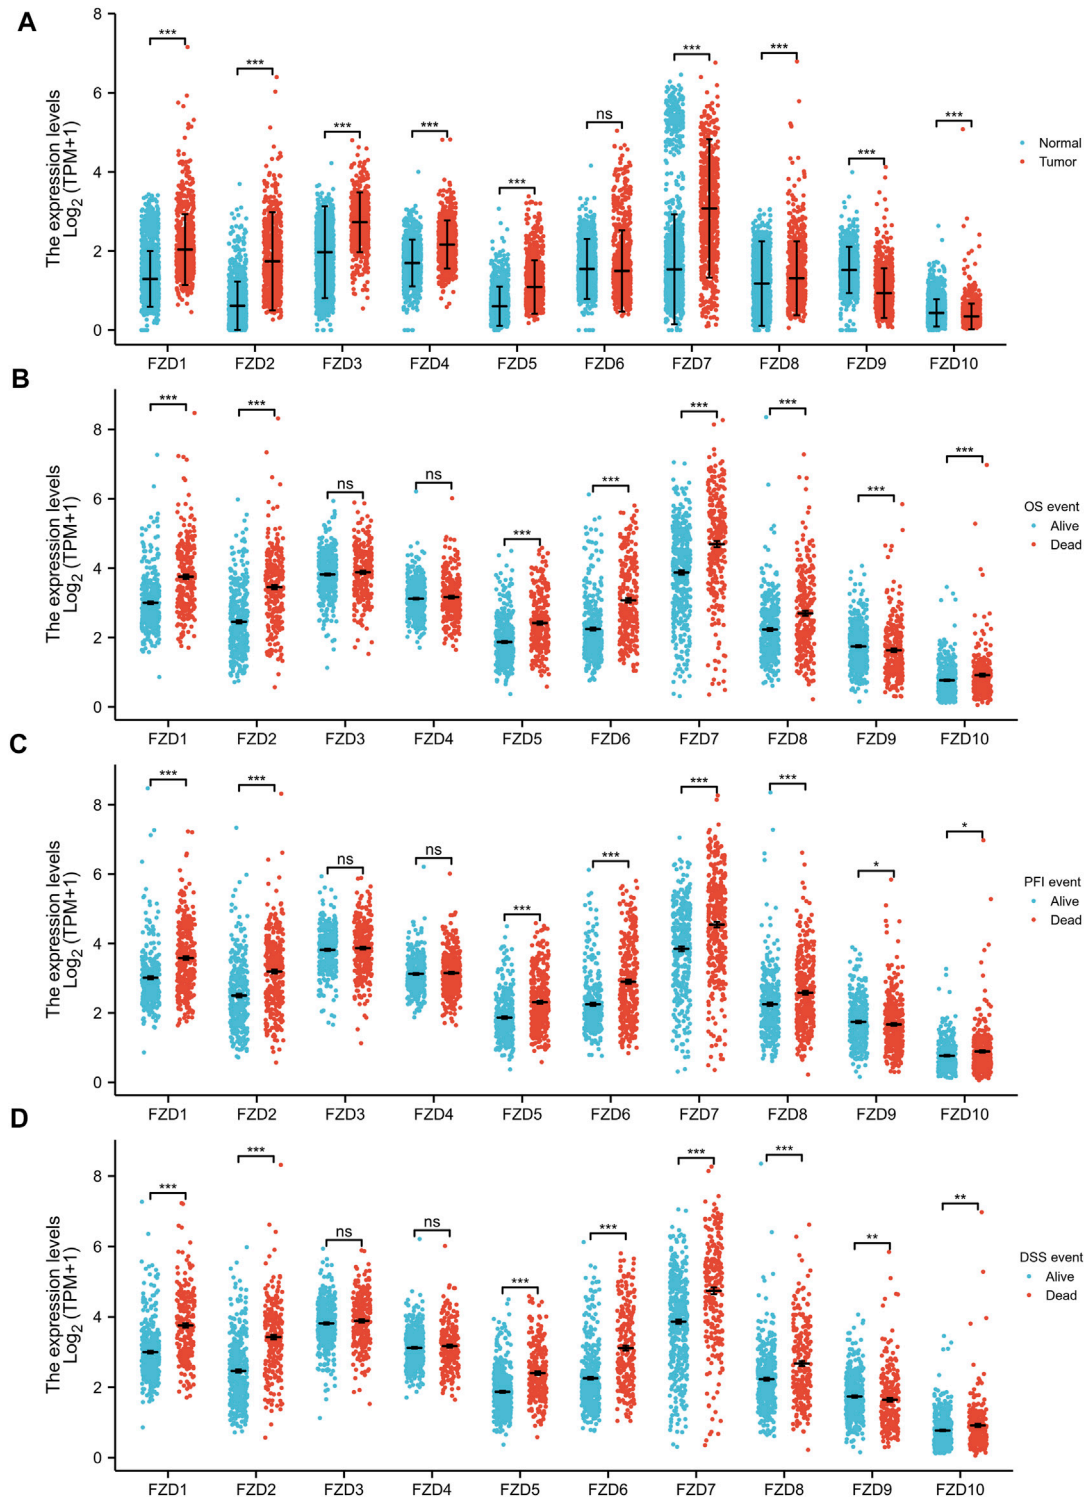 A
The expression levels
Log2 (TPM+1)
8
6
4
2
0
***
***
***
***
***
ns
***
***
***
***
FZD1 FZD2 FZD3 FZD4 FZD5 FZD6 FZD7 FZD8 FZD9 FZD10
Normal
Tumor
B
The expression levels
Log2 (TPM+1)
8
6
4
2
0
***
***
ns
ns
***
***
***
***
***
***
FZD1 FZD2 FZD3 FZD4 FZD5 FZD6 FZD7 FZD8 FZD9 FZD10
OS event
Alive
Dead
C
The expression levels
Log2 (TPM+1)
8
6
4
2
0
***
***
ns
ns
***
***
***
***
*
*
FZD1 FZD2 FZD3 FZD4 FZD5 FZD6 FZD7 FZD8 FZD9 FZD10
PFI event
Alive
Dead
D
The expression levels
Log2 (TPM+1)
8
6
4
2
0
***
***
ns
ns
***
***
***
***
**
**
FZD1 FZD2 FZD3 FZD4 FZD5 FZD6 FZD7 FZD8 FZD9 FZD10
DSS event
Alive
Dead